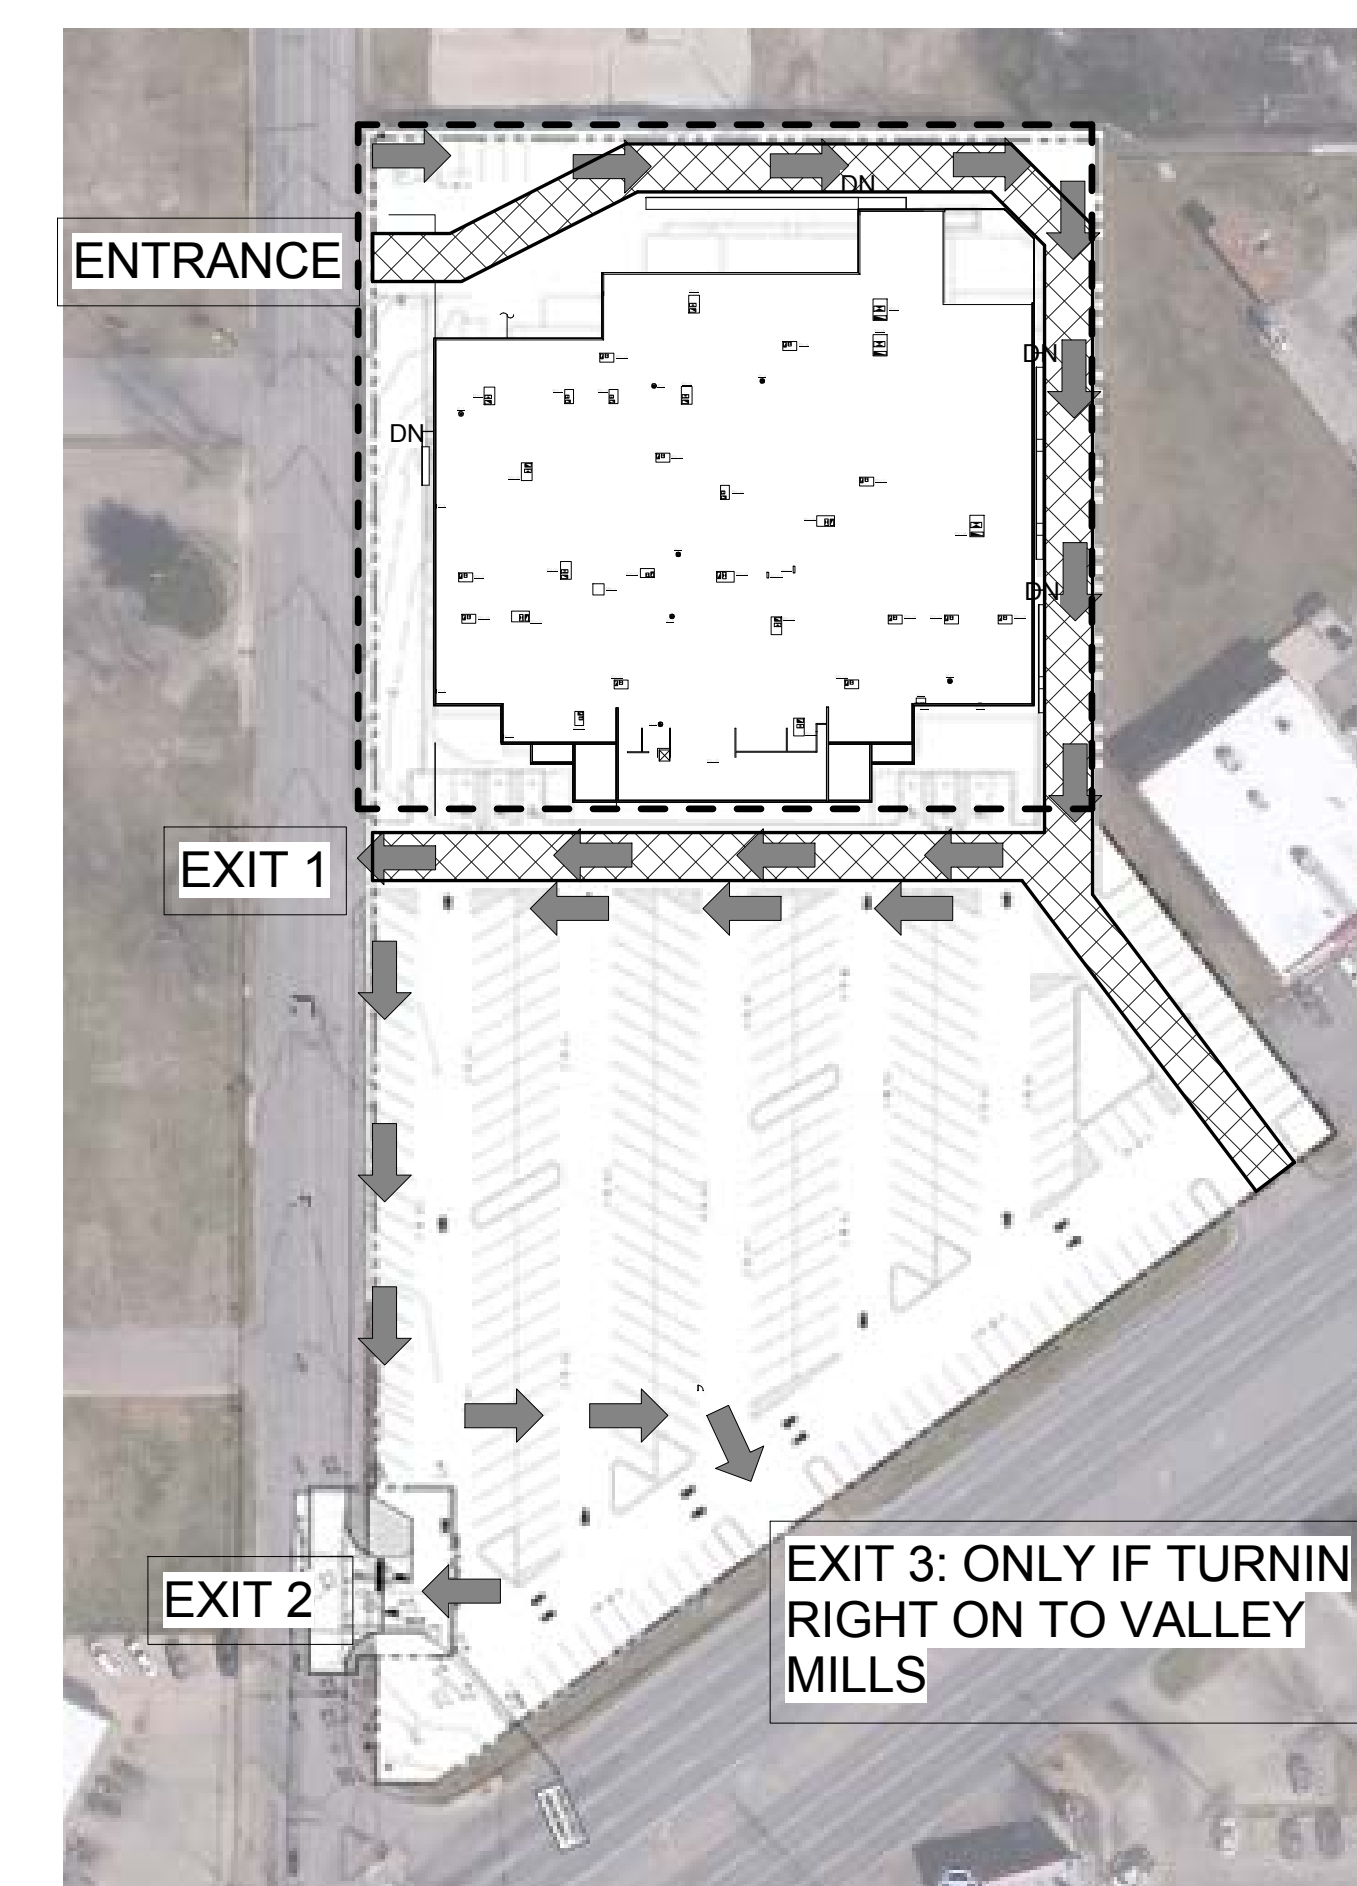 DN
ENTRANCE
DN
DN
DN
EXIT 1
EXIT 3: ONLY IF TURNIN
RIGHT ON TO VALLEY
MILLS
EXIT 2